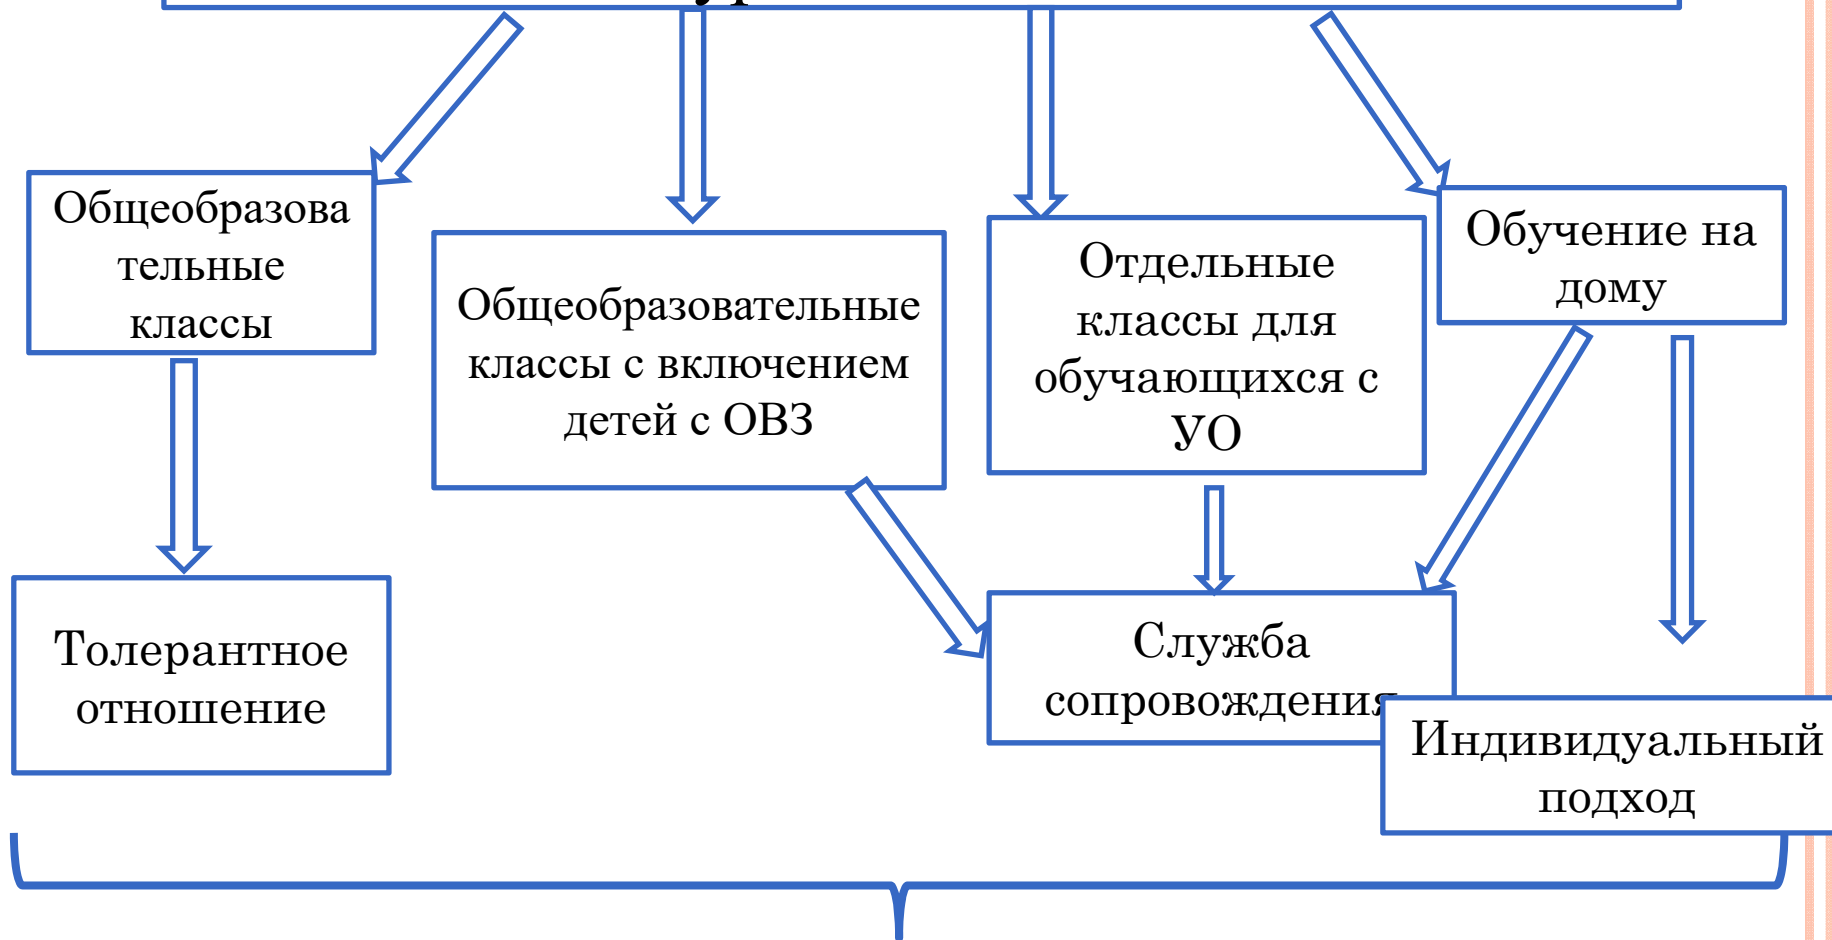 Общеобразова
тельные
классы
Общеобразовательные
классы с включением
детей с ОВЗ
Отдельные
классы для
обучающихся с
УО
Обучение на
дому
Толерантное
отношение
Служба
сопровождения
Индивидуальный
подход